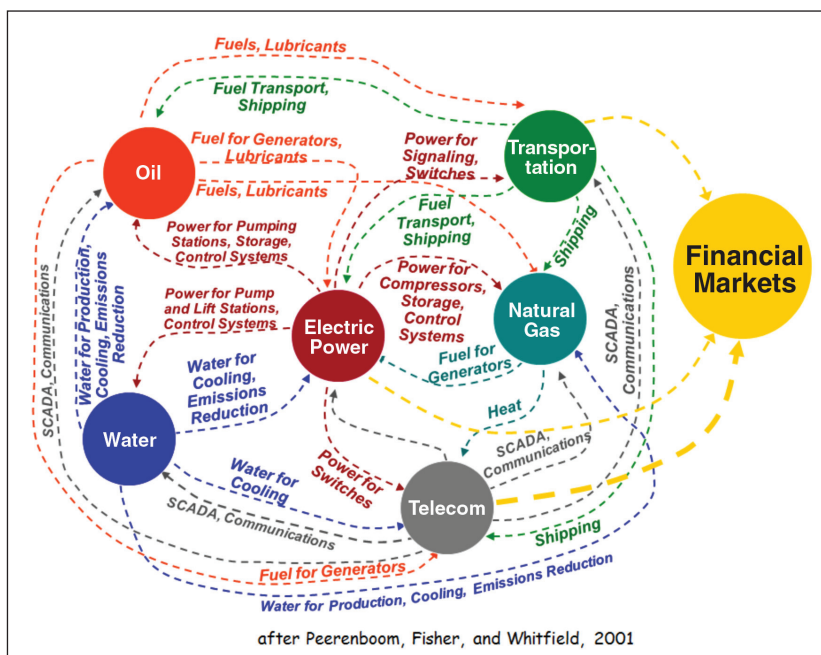 Fuels, Lubricants
Fuel Transport,
Shipping
Oil
Fuel for Generators,
Lubricants
Fuels, Lubricants
Power for
Signaling,
Switches
Transpor-
tation
Fuel
Transport,
Shipping
Shipping
Financial
Markets
Power for Pumping
Stations, Storage,
Control Systems
Power for
Compressors,
Storage,
Control
Systems
Natural
Gas
SCADA,
Communications
SCADA, Communications
Water for Production,
Cooling, Emissions
Reduction
Power for Pump
and Lift Stations,
Control Systems
Electric
Power
Water for
Cooling,
Emissions
Reduction
Fuel for
Generators
Heat
Water
Water for
Cooling
Power for
Switches
SCADA,
Communications
Telecom
SCADA, Communications
Shipping
Fuel for Generators
Water for Production, Cooling, Emissions Reduction
after Peerenboom, Fisher, and Whitfield, 2001